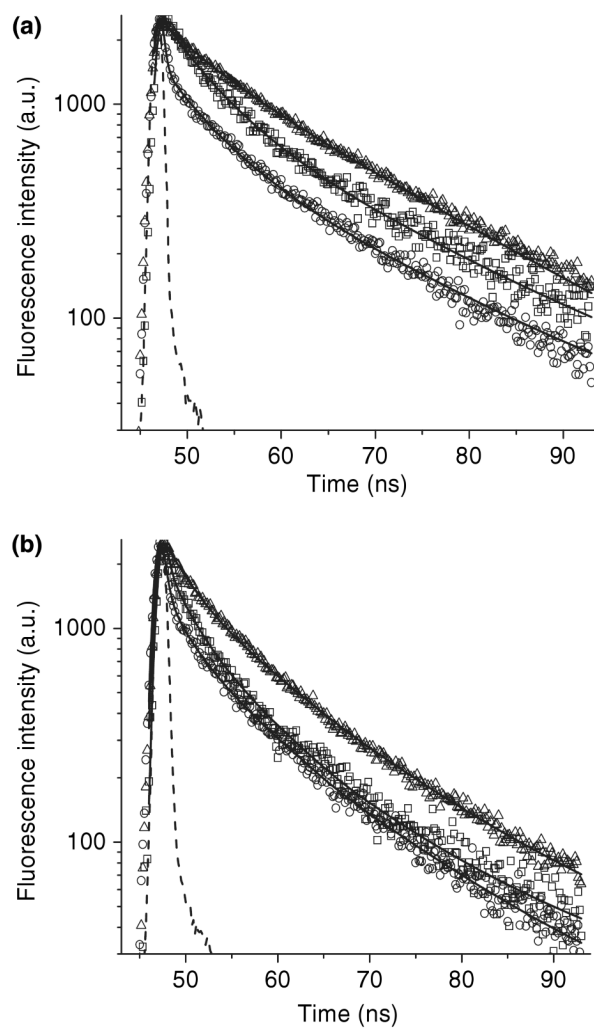 (a)
Fluorescence intensity (a.u.)
1000
100
50 60 70 80 90
Time (ns)
(b)
Fluorescence intensity (a.u.)
1000
100
50 60 70 80 90
Time (ns)